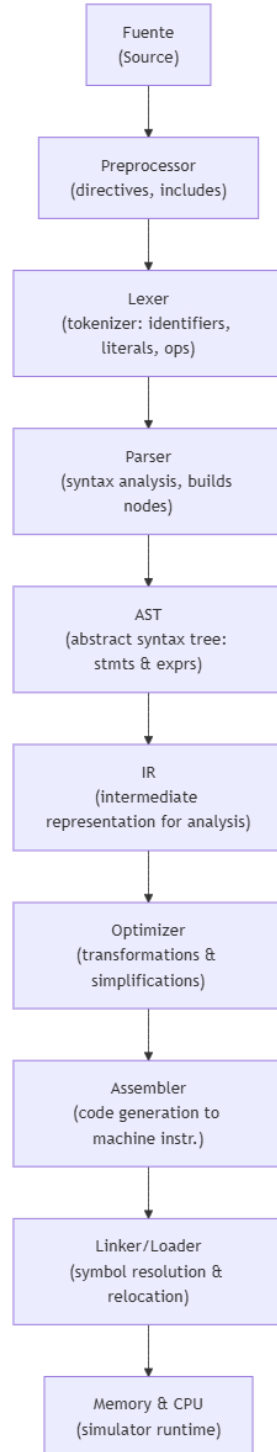 Fuente
(Source)
Preprocessor
(directives, includes)
Lexer
(tokenizer: identifiers,
literals, ops)
Parser
(syntax analysis, builds
nodes)
AST
(abstract syntax tree:
stmts & exprs)
IR
(intermediate
representation for analysis)
Optimizer
(transformations &
simplifications)
Assembler
(code generation to
machine instr.)
Linker/Loader
(symbol resolution &
relocation)
Memory & CPU
(simulator runtime)